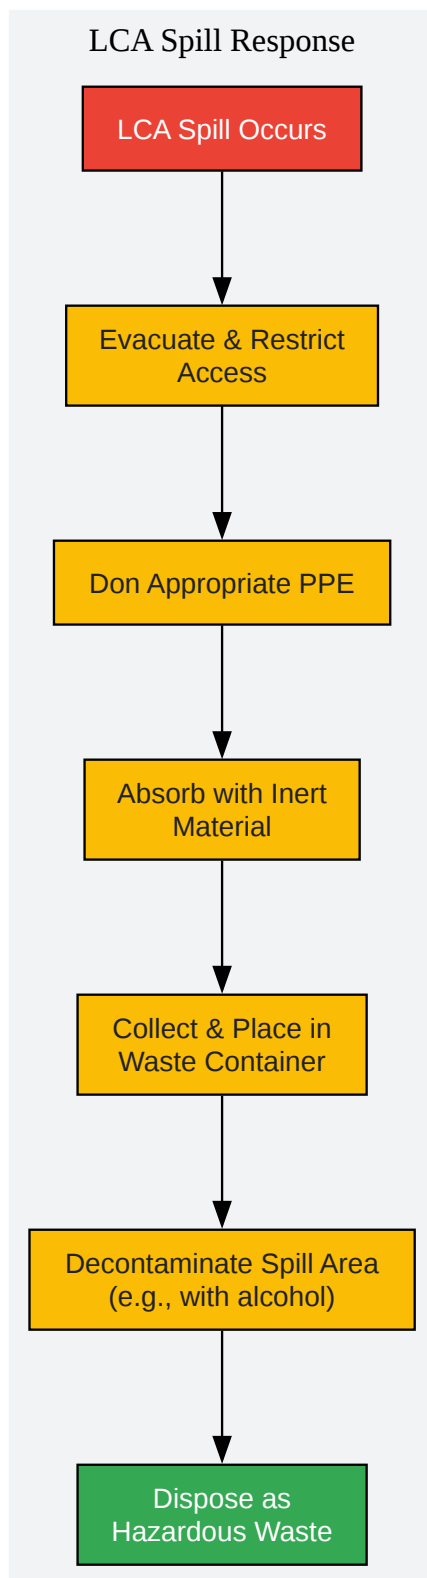 LCA Spill Response
LCA Spill Occurs
Evacuate & Restrict
Access
Don Appropriate PPE
Absorb with Inert
Material
Collect & Place in
Waste Container
Decontaminate Spill Area
(e.g., with alcohol)
Dispose as
Hazardous Waste